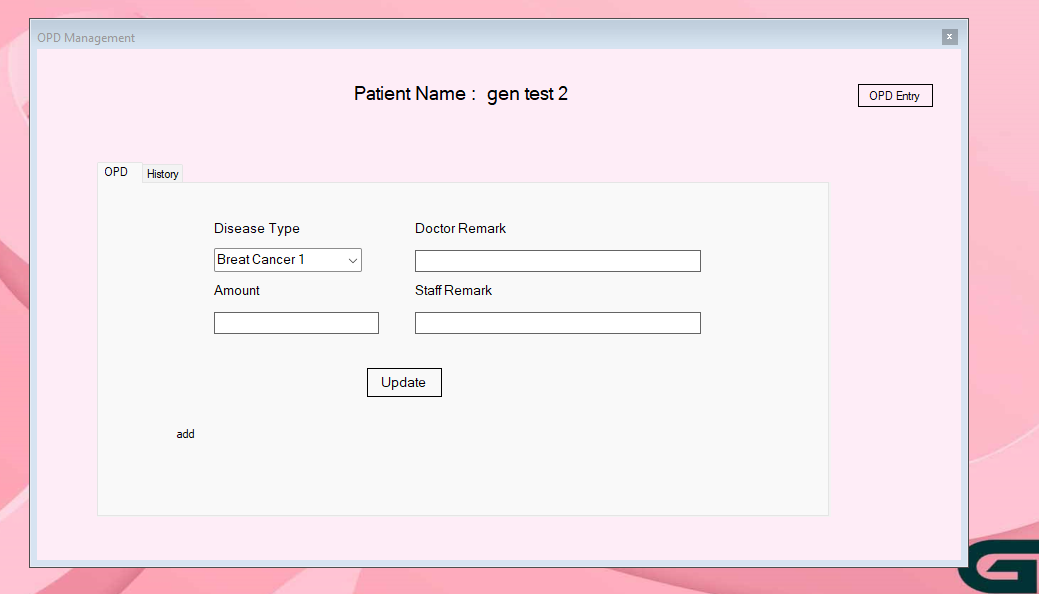 OPD Management
x
Patient Name : gen test 2
OPD Entry
OPD
History
Disease Type
Doctor Remark
Breat Cancer 1
Amount
Staff Remark
Update
add
G